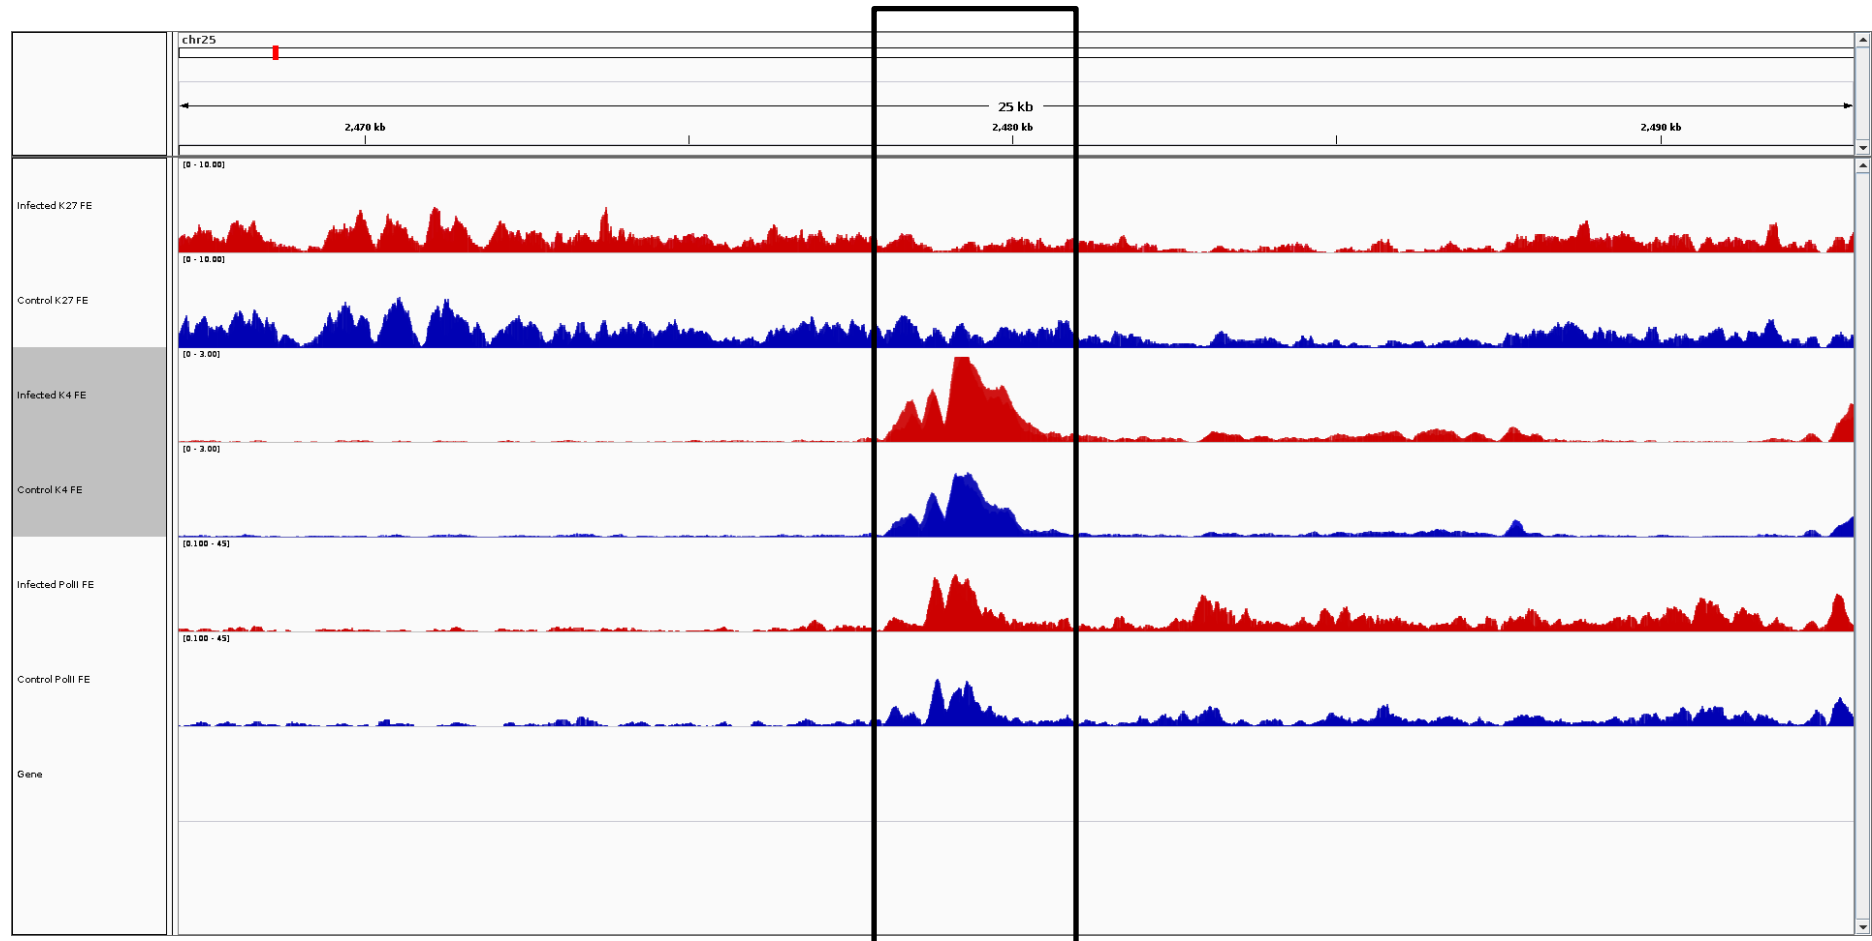 chr25
25 kb
2,470 kb 2,480 kb 2,490 kb
[0 - 10.00]
Infected K27 FE
[0 - 10.00]
Control K27 FE
[0 - 3.00]
Infected K4 FE
[0 - 3.00]
Control K4 FE
[0.100 - 45]
Infected PolII FE
[0.100 - 45]
Control PolII FE
Gene